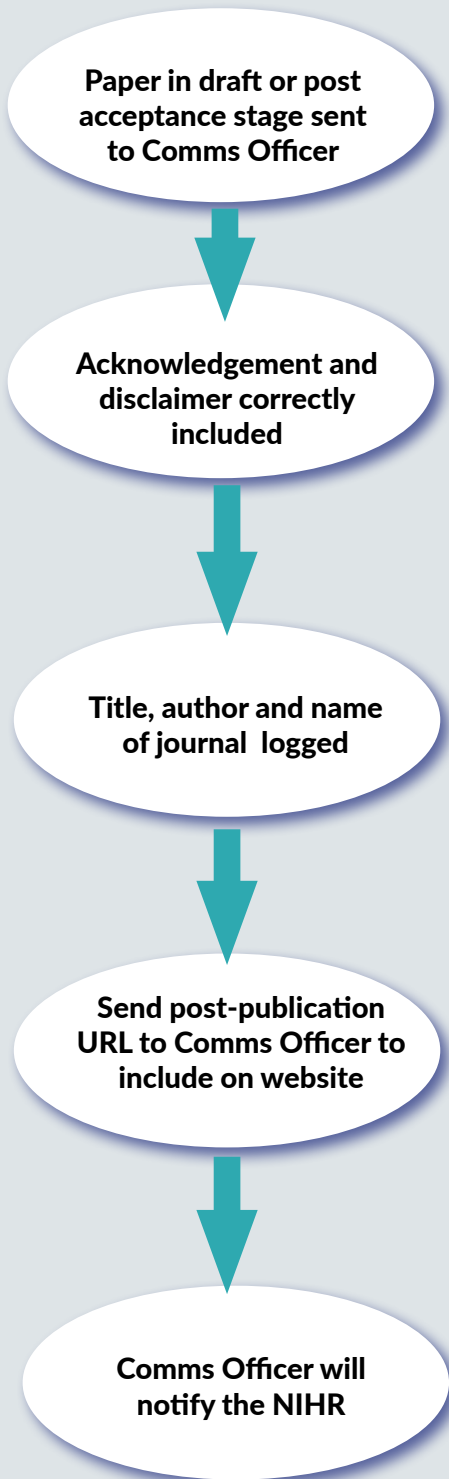 Paper in draft or post
acceptance stage sent
to Comms Officer
Acknowledgement and
disclaimer correctly
included
Title, author and name
of journal  logged
Send post-publication
URL to Comms Officer to
include on website
Comms Officer will
notify the NIHR